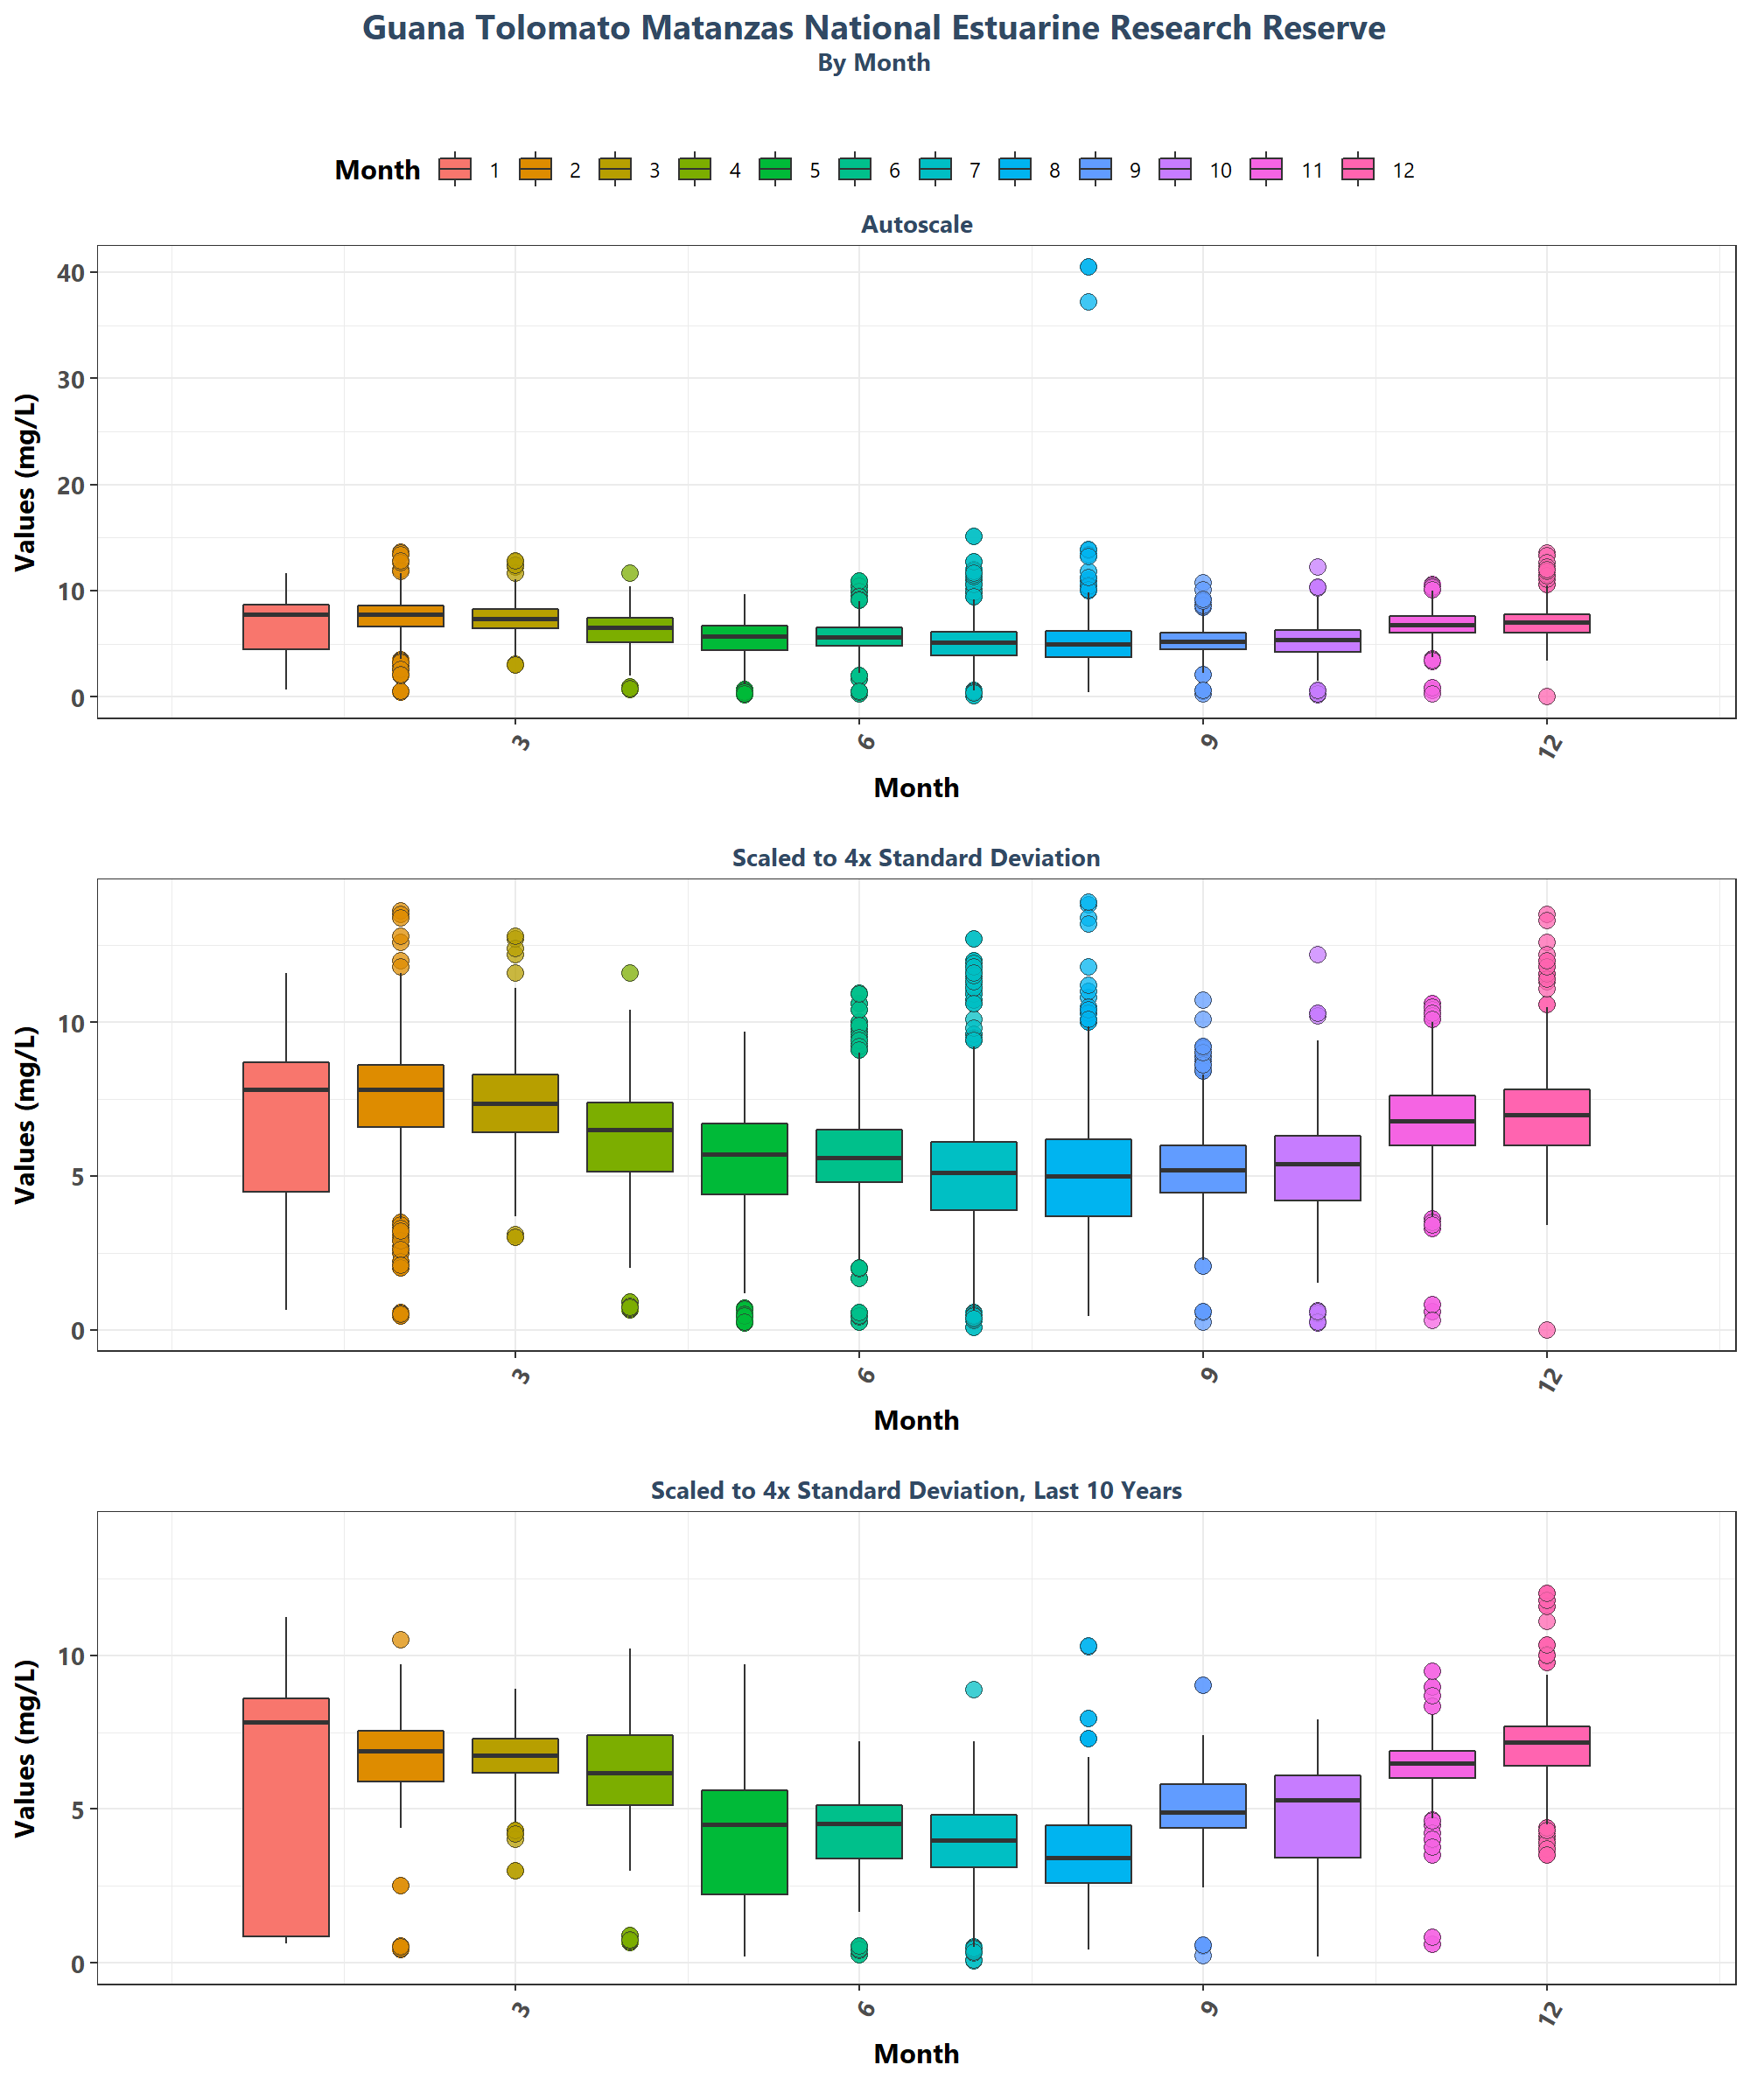 Guana Tolomato Matanzas National Estuarine Research Reserve
By Month
Month 1 2 3 4 5 6 7 8 9 10 11 12
Autoscale
Values (mg/L)
40
30
20
10
0
3 6 9 12
Month
Scaled to 4x Standard Deviation
Values (mg/L)
10
5
0
3 6 9 12
Month
Scaled to 4x Standard Deviation, Last 10 Years
Values (mg/L)
10
5
0
3 6 9 12
Month